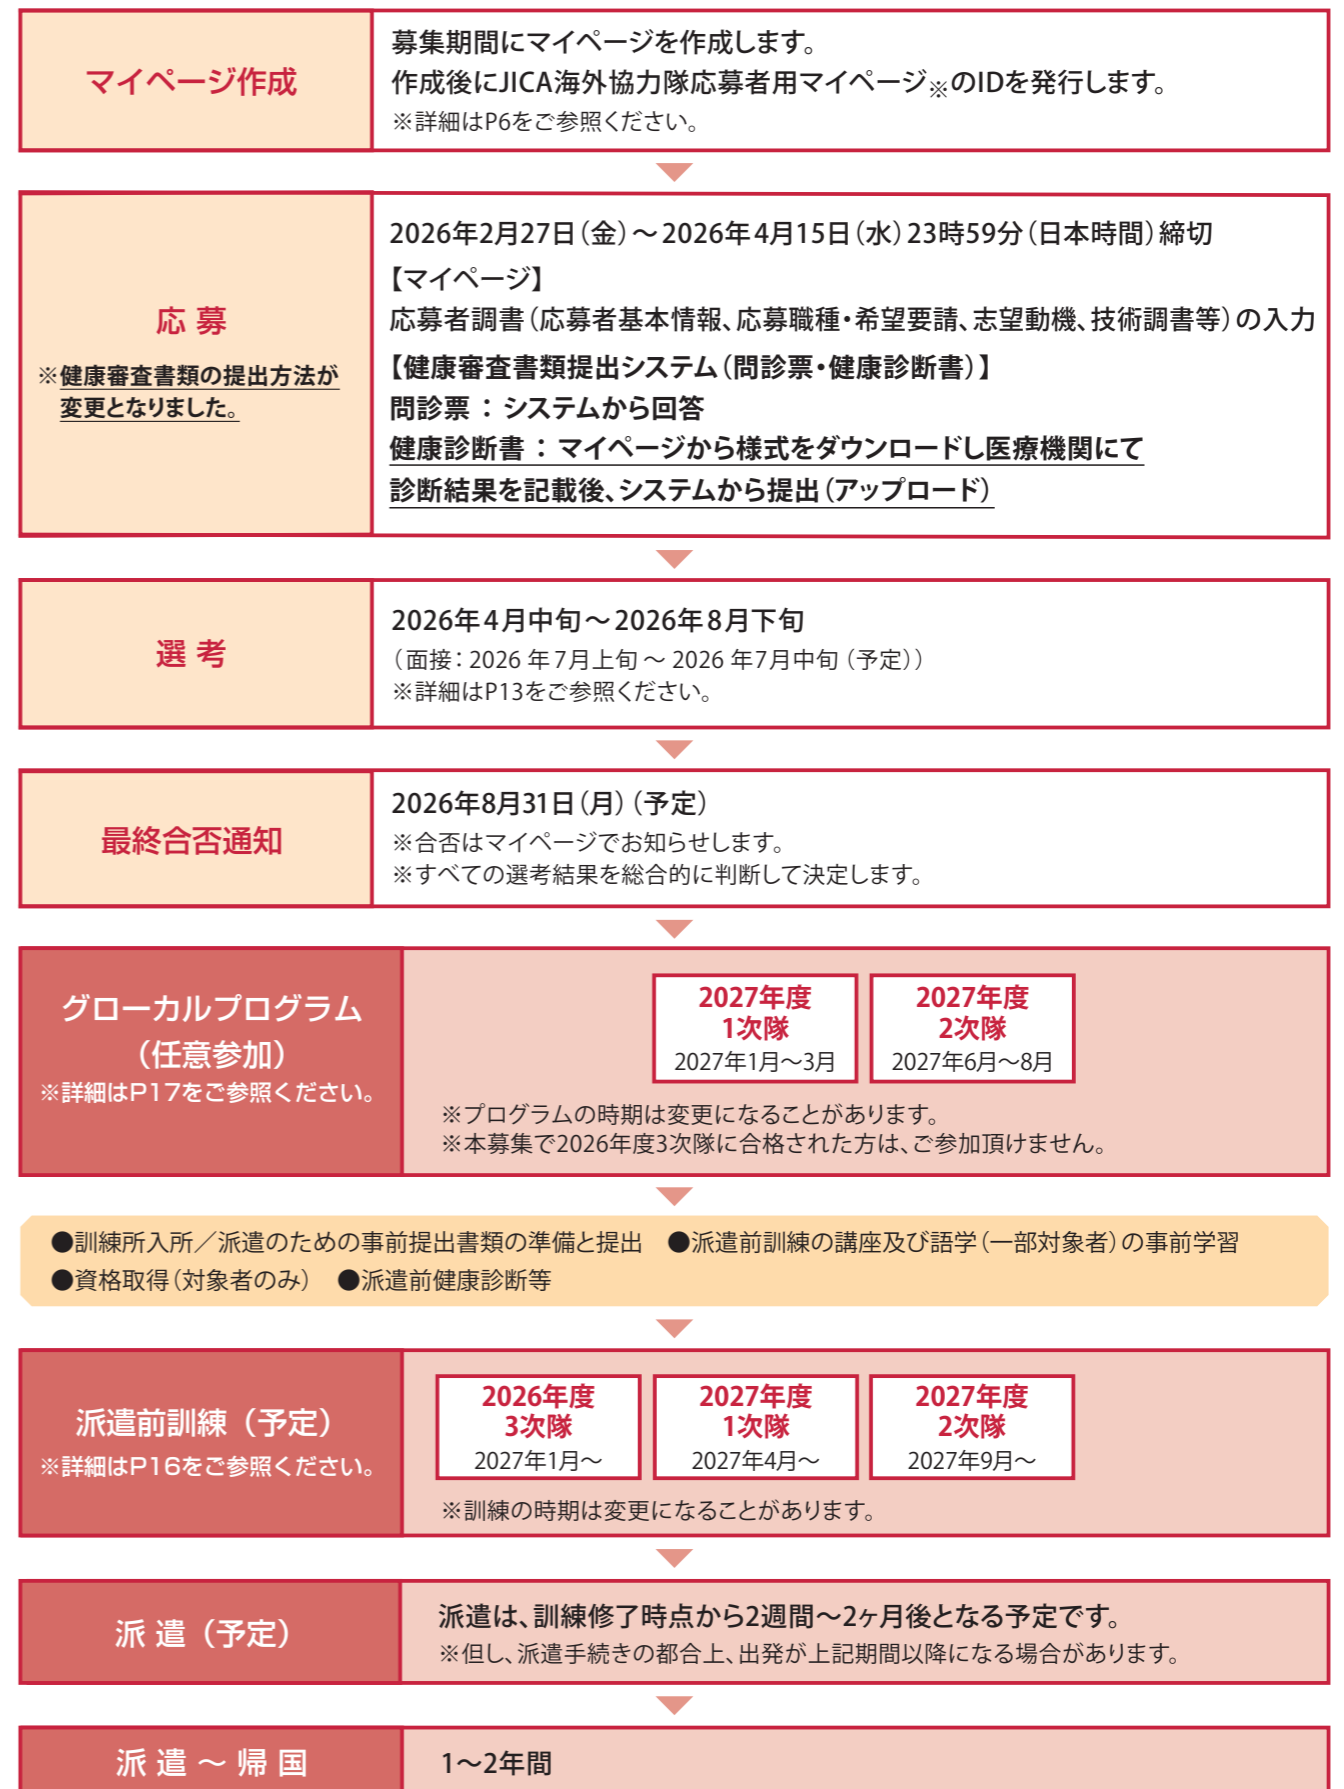 マイページ作成
募集期間にマイページを作成します。
作成後にJICA海外協力隊応募者用マイページ※のIDを発行します。
※詳細はP6をご参照ください。
応 募
※健康審査書類の提出方法が
変更となりました。
2026年2月27日（金）～2026年4月15日（水）23時59分（日本時間）締切
【マイページ】
応募者調書（応募者基本情報、応募職種・希望要請、志望動機、技術調書等）の入力
【健康審査書類提出システム（問診票・健康診断書）】
問診票 ： システムから回答
健康診断書 ： マイページから様式をダウンロードし医療機関にて
診断結果を記載後、システムから提出（アップロード）
選 考
2026年4月中旬～2026年8月下旬
（面接：2026 年7月上旬 ～ 2026 年7月中旬（予定））
※詳細はP13をご参照ください。
最終合否通知
2026年8月31日（月）（予定）
※合否はマイページでお知らせします。
※すべての選考結果を総合的に判断して決定します。
グローカルプログラム
（任意参加）
※詳細はP17をご参照ください。
2027年度
1次隊
2027年1月～3月
2027年度
2次隊
2027年6月～8月
※プログラムの時期は変更になることがあります。
※本募集で2026年度3次隊に合格された方は、ご参加頂けません。
●訓練所入所／派遣のための事前提出書類の準備と提出　●派遣前訓練の講座及び語学（一部対象者）の事前学習
●資格取得（対象者のみ）　●派遣前健康診断等
派遣前訓練（予定）
※詳細はP16をご参照ください。
2026年度
3次隊
2027年1月～
2027年度
1次隊
2027年4月～
2027年度
2次隊
2027年9月～
※訓練の時期は変更になることがあります。
派 遣（予定）
派遣は、訓練修了時点から2週間～2ヶ月後となる予定です。
※但し、派遣手続きの都合上、出発が上記期間以降になる場合があります。
派 遣 ～ 帰 国
1～2年間